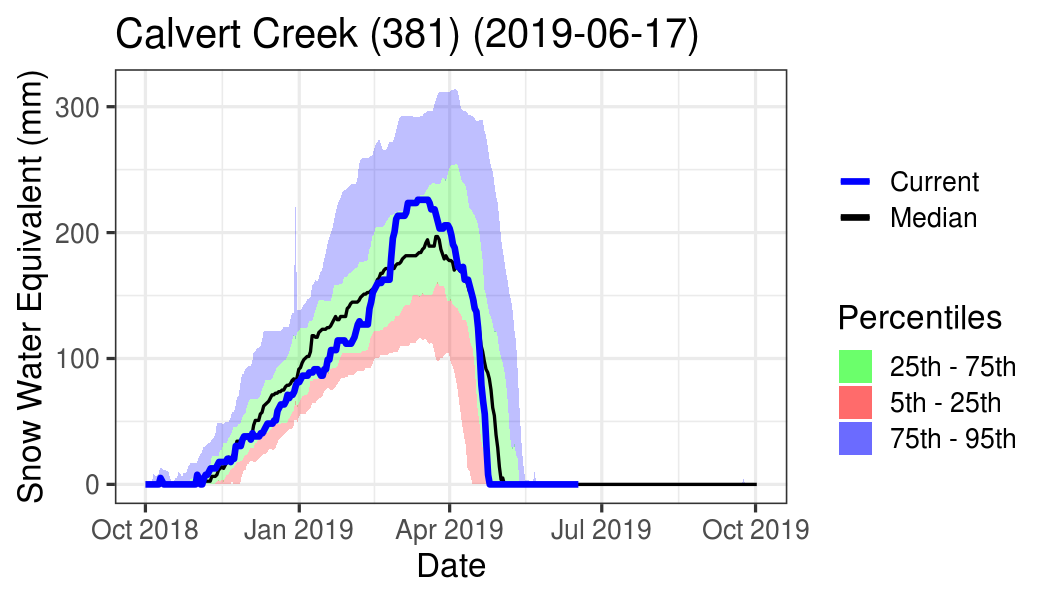 Calvert Creek (381) (2019-06-17)
Snow Water Equivalent (mm)
300
200
100
0
Oct 2018
Jan 2019
Apr 2019
Jul 2019
Oct 2019
Date
Current
Median
Percentiles
25th - 75th
5th - 25th
75th - 95th